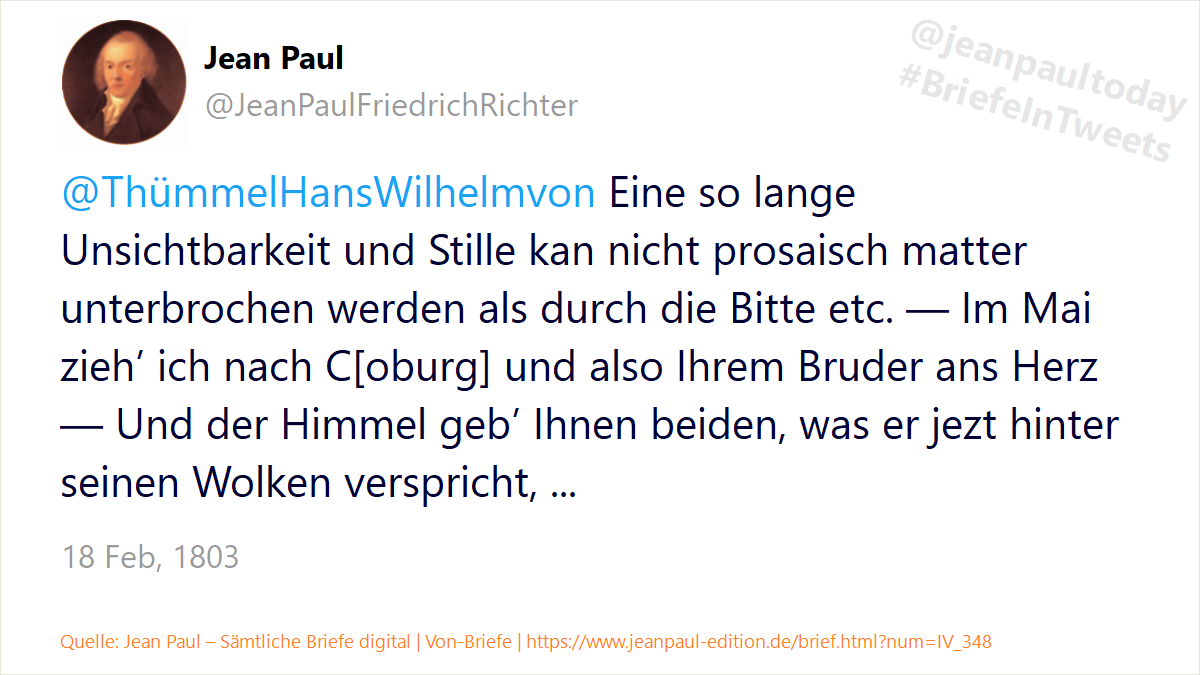 Jean Paul
@JeanPaulFriedrichRichter
@jeanpaultoday
#BriefeInTweets
@ThümmelHansWilhelmvon Eine so lange
Unsichtbarkeit und Stille kan nicht prosaisch matter
unterbrochen werden als durch die Bitte etc. — Im Mai
zieh’ ich nach C[oburg] und also Ihrem Bruder ans Herz
— Und der Himmel geb’ Ihnen beiden, was er jezt hinter
seinen Wolken verspricht, ...
18 Feb, 1803
Quelle: Jean Paul – Sämtliche Briefe digital | Von-Briefe | https://www.jeanpaul-edition.de/brief.html?num=IV_348